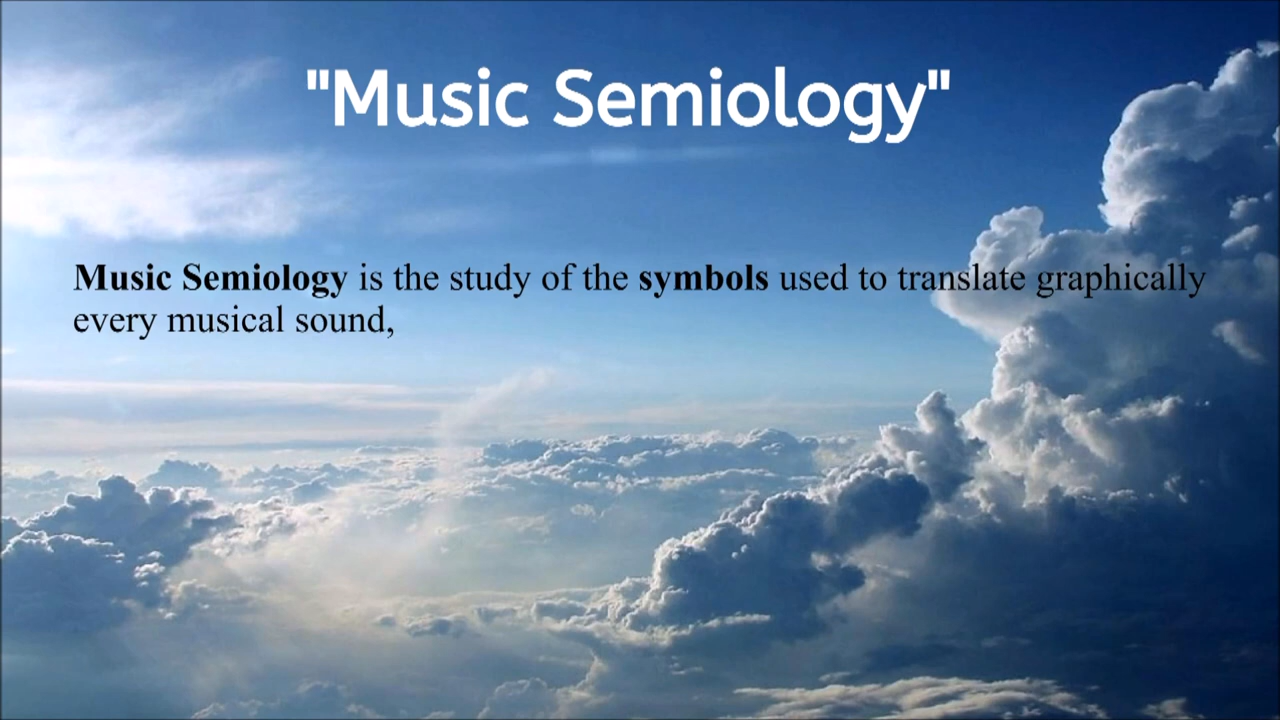 "Music Semiology"
Music Semiology is the study of the symbols used to translate graphically
every musical sound,